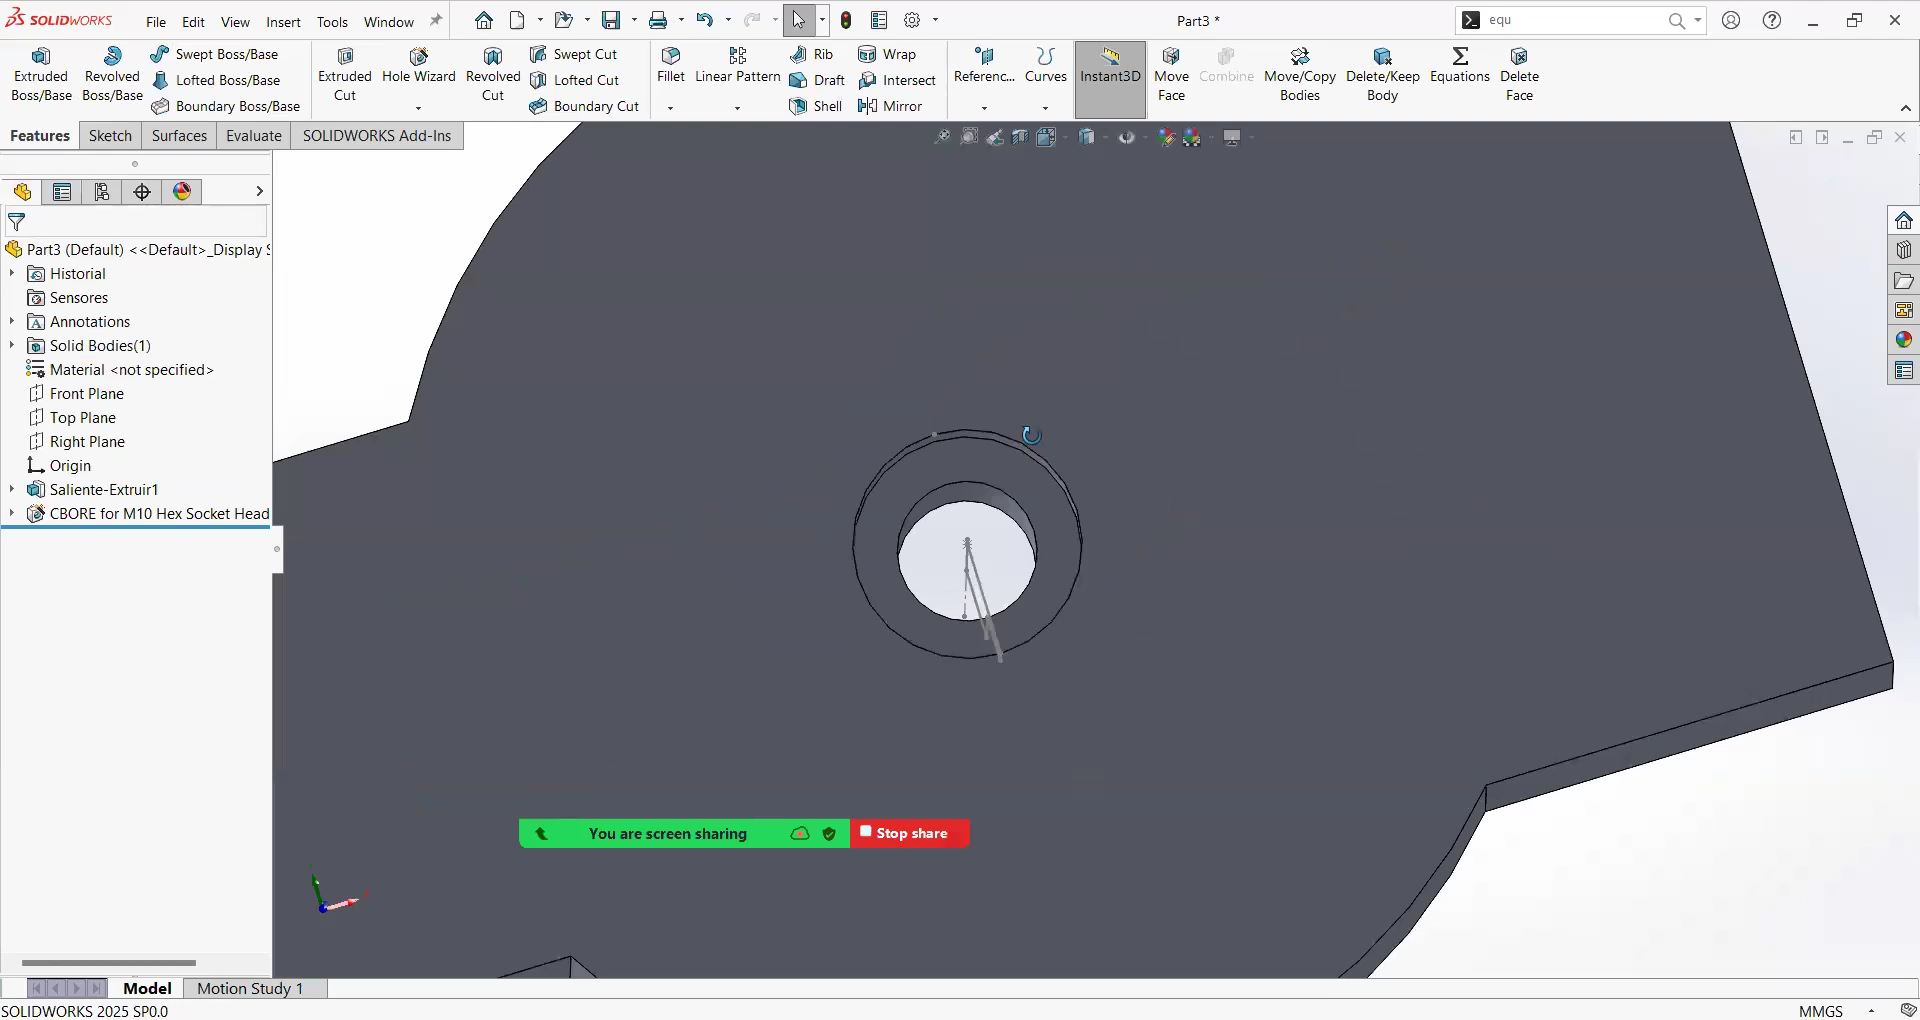 SOLIDWORKS File Edit View Insert Tools Window Part3 * equ
Extruded Boss/Base
Revolved Boss/Base
Swept Boss/Base
Lofted Boss/Base
Boundary Boss/Base
Extruded Cut
Hole Wizard
Revolved Cut
Swept Cut
Lofted Cut
Boundary Cut
Fillet
Linear Pattern
Rib
Draft
Shell
Wrap
Intersect
Mirror
Referenc...
Curves
Instant3D
Move Face
Combine
Move/Copy Bodies
Delete/Keep Body
Equations
Delete Face
Features Sketch Surfaces Evaluate SOLIDWORKS Add-Ins
Part3 (Default) <<Default>_Display S
Historial
Sensores
Annotations
Solid Bodies(1)
Material <not specified>
Front Plane
Top Plane
Right Plane
Origin
Saliente-Extruir1
CBORE for M10 Hex Socket Head
You are screen sharing Stop share
Model Motion Study 1
SOLIDWORKS 2025 SP0.0 MMGS